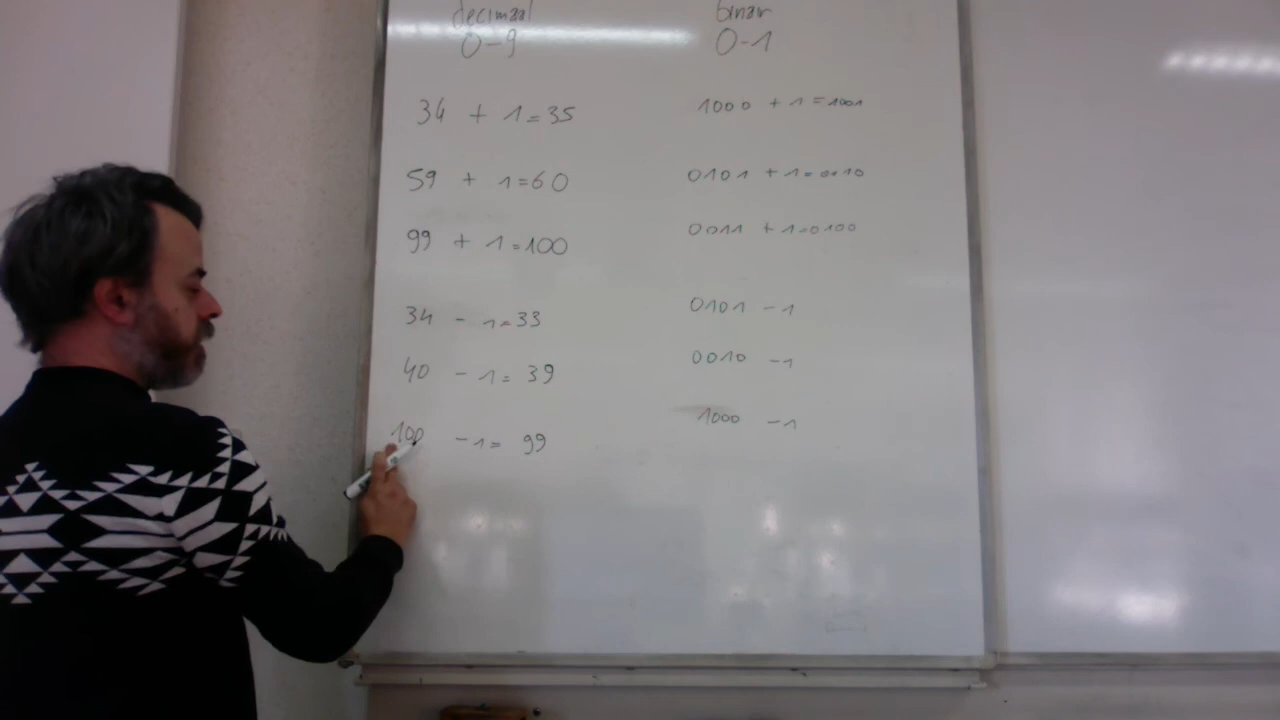 decimaal
0-9
34 + 1=35
59 + 1=60
99 + 1=100
34 - 1=33
40 - 1= 39
100 - 1= 99
binair
0-1
1000 + 1=1001
0101 + 1=0110
0011 + 1=0100
0101 - 1
0010 - 1
1000 - 1